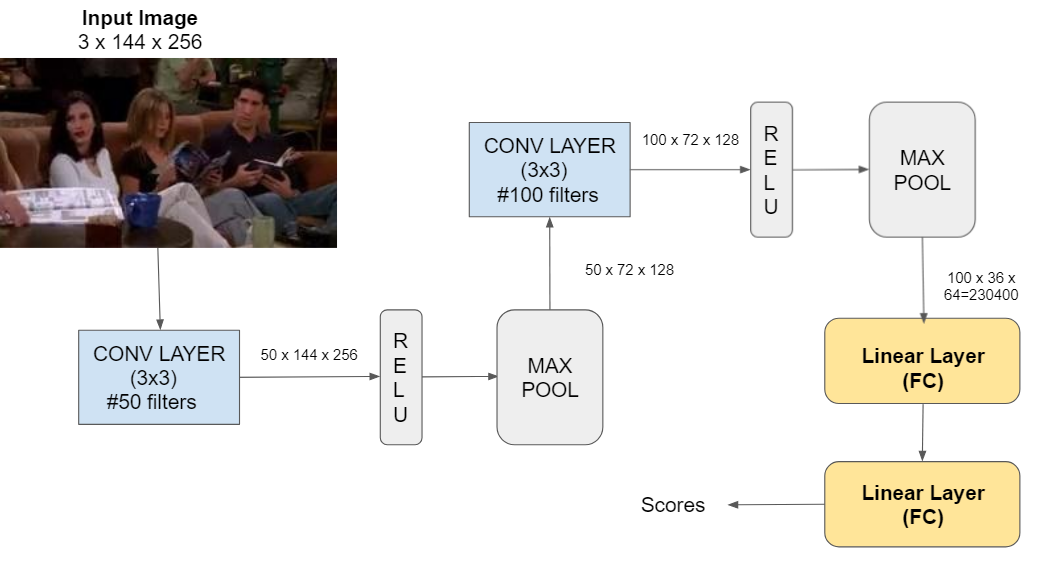 Input Image
3 x 144 x 256
CONV LAYER
(3x3)
#50 filters
50 x 144 x 256
R
E
L
U
MAX
POOL
50 x 72 x 128
CONV LAYER
(3x3)
#100 filters
100 x 72 x 128
R
E
L
U
MAX
POOL
100 x 36 x
64=230400
Linear Layer
(FC)
Linear Layer
(FC)
Scores